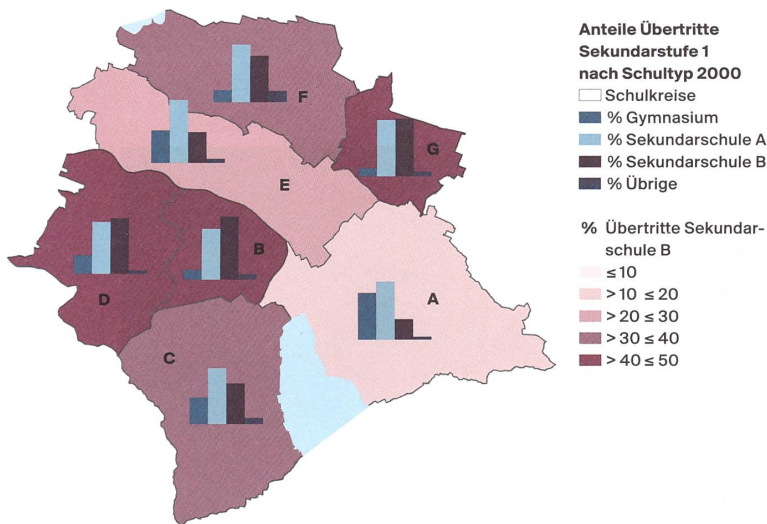 Anteile Übertritte
Sekundarstufe 1
nach Schultyp 2000
Schulkreise
% Gymnasium
% Sekundarschule A
% Sekundarschule B
% Übrige
% Übertritte Sekundar-
schule B
≤ 10
> 10 ≤ 20
> 20 ≤ 30
> 30 ≤ 40
> 40 ≤ 50
F
G
E
B
D
A
C